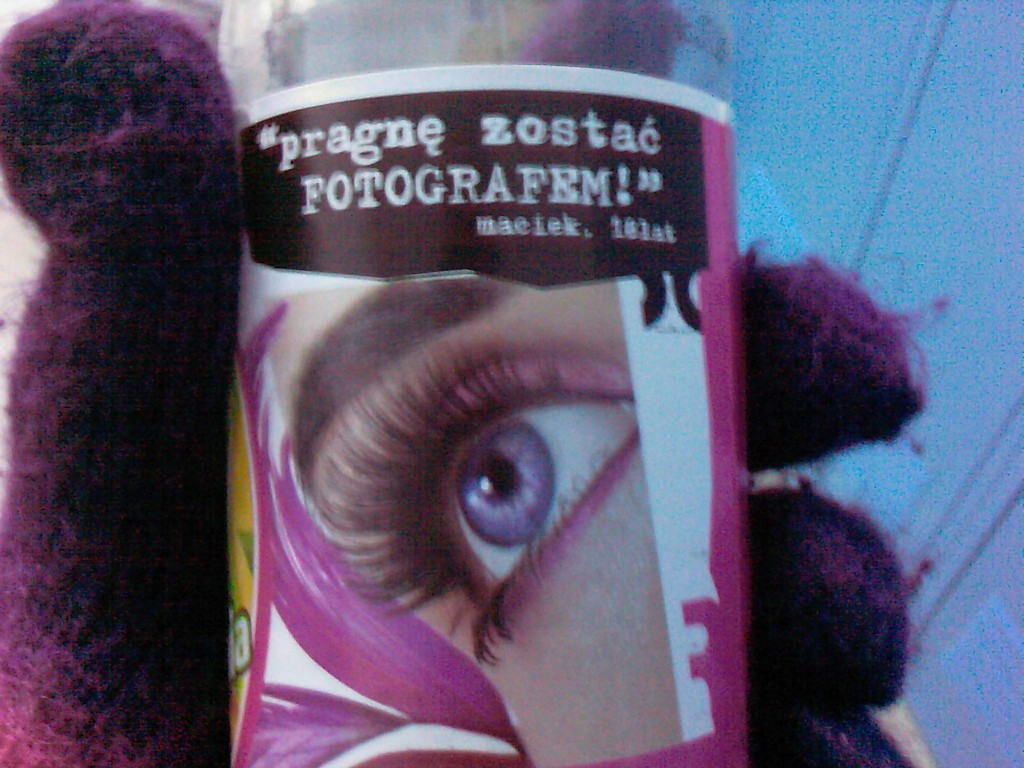 “pragnę zostać
FOTOGRAFEM!”
maciek. 18lat
a